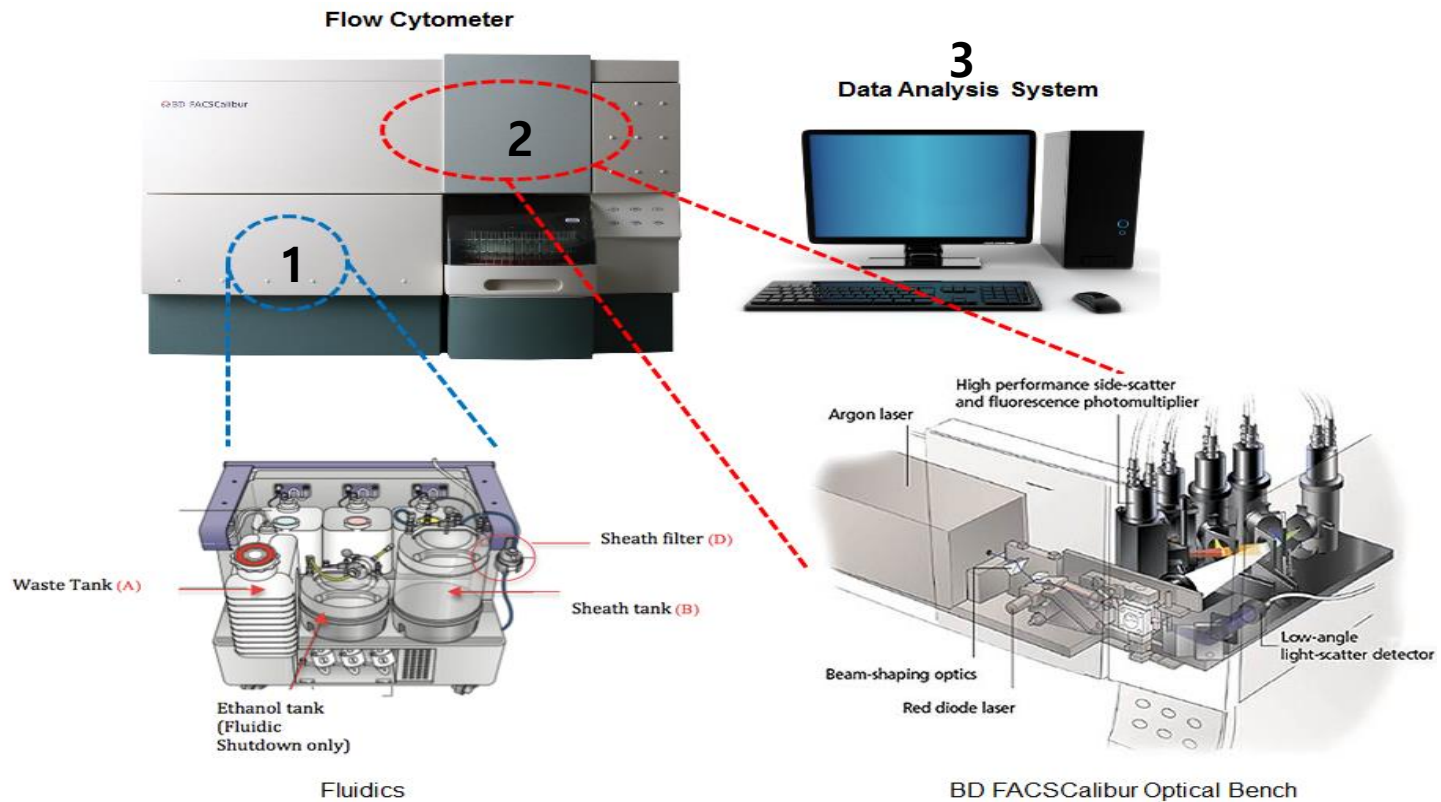 Flow Cytometer
3
Data Analysis System
BD FACSCalibur
2
1
High performance side-scatter
and fluorescence photomultiplier
Argon laser
Sheath filter (D)
Waste Tank (A)
Sheath tank (B)
Low-angle
light-scatter detector
Beam-shaping optics
Red diode laser
Ethanol tank
(Fluidic
Shutdown only)
Fluidics
BD FACSCalibur Optical Bench